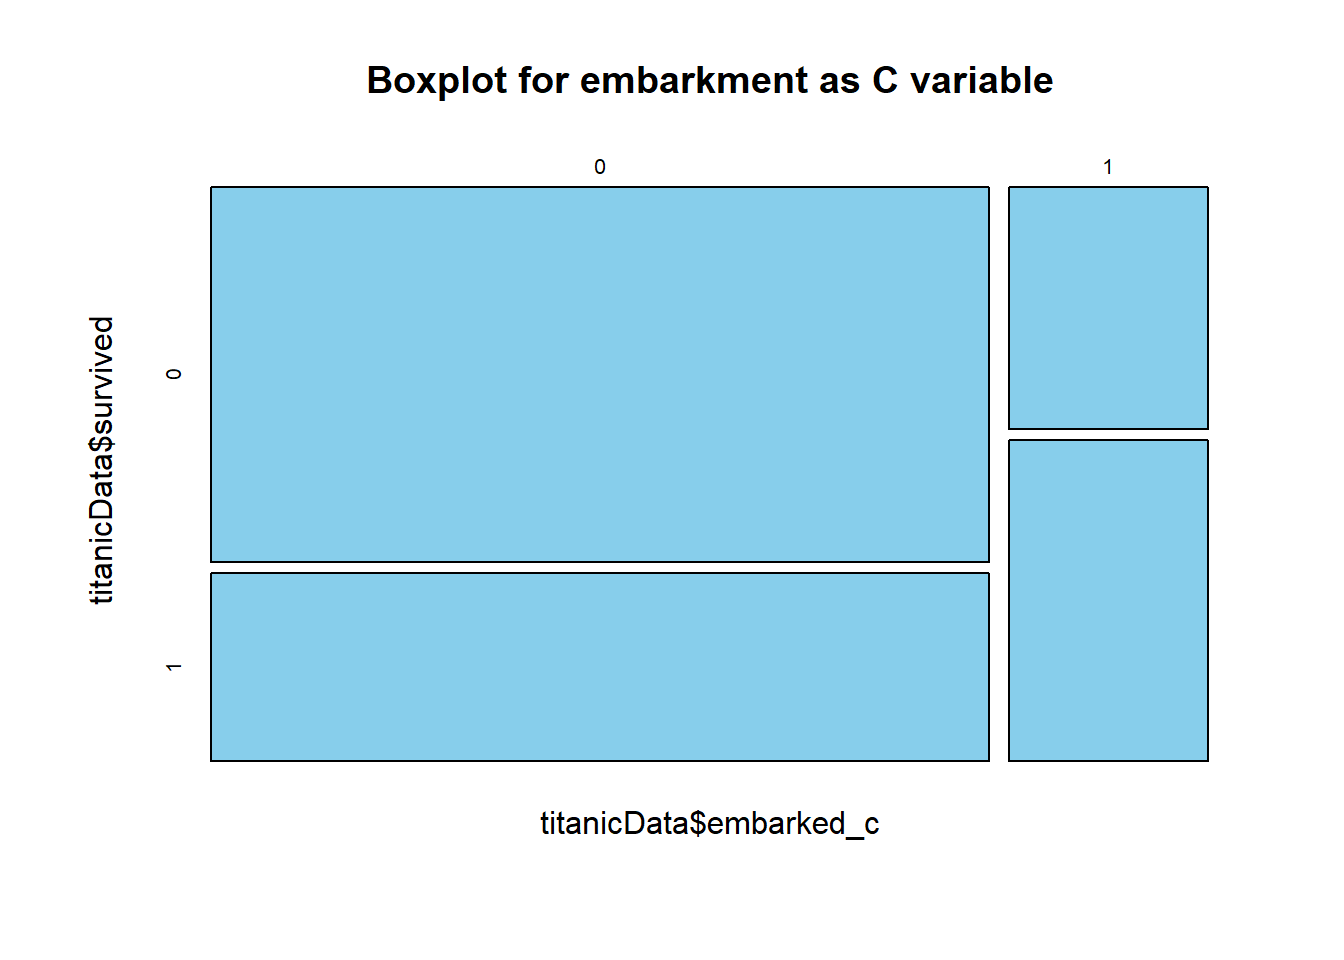 Boxplot for embarkment as C variable
0
1
titanicData$survived
0
1
titanicData$embarked_c